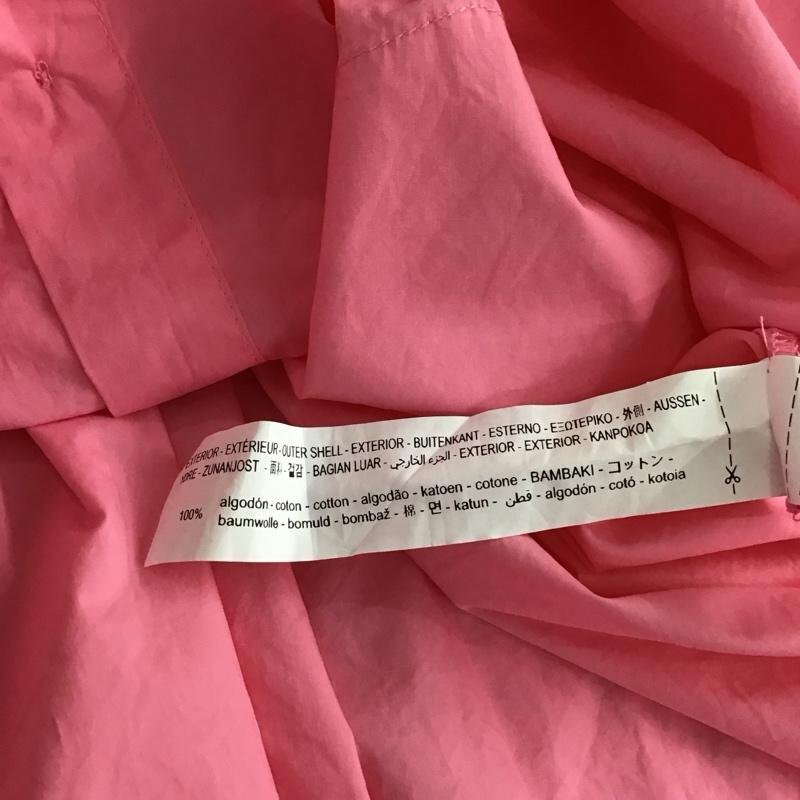 EXTERIOR - EXTÉRIEUR - OUTER SHELL - EXTERIOR - BUITENKANT - ESTERNO - ΕΞΩΤΕΡΙΚΟ - 外側 - AUSSEN -
YDRE - ZUNANJOST - 面料 - 겉감 - BAGIAN LUAR - الجزء الخارجي - EXTERIOR - EXTERIOR - KANPOKOA
100% algodón - coton - cotton - algodão - katoen - cotone - BAMBAKI - コットン -
baumwolle - bomuld - bombaž - 棉 - 면 - katun - قطن - algodón - cotó - kotoia